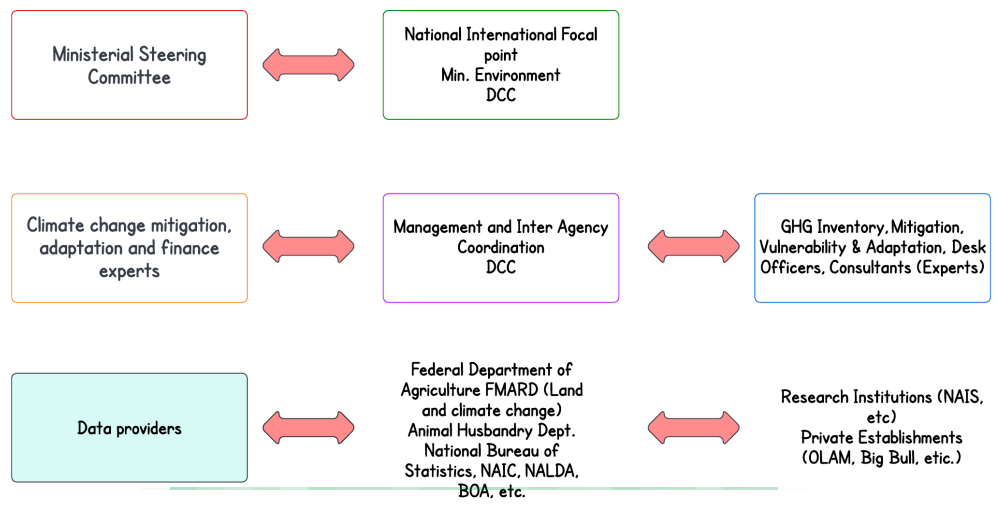 Ministerial Steering
Committee
National International Focal
point
Min. Environment
DCC
Climate change mitigation,
adaptation and finance
experts
Management and Inter Agency
Coordination
DCC
GHG Inventory, Mitigation,
Vulnerability & Adaptation, Desk
Officers, Consultants (Experts)
Data providers
Federal Department of
Agriculture FMARD (Land
and climate change)
Animal Husbandry Dept.
National Bureau of
Statistics, NAIC, NALDA,
BOA, etc.
Research Institutions (NAIS,
etc)
Private Establishments
(OLAM, Big Bull, etic.)